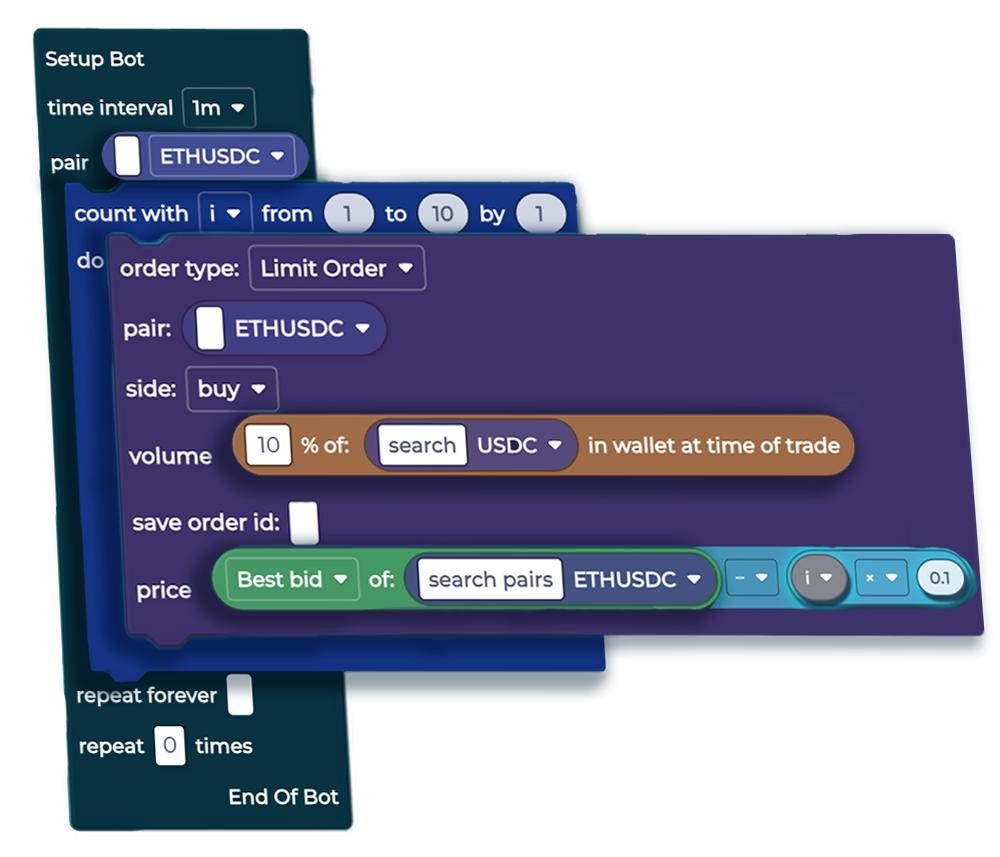 Setup Bot
time interval 1m
pair ETHUSDC
count with i from 1 to 10 by 1
do
order type: Limit Order
pair: ETHUSDC
side: buy
volume 10 % of: search USDC in wallet at time of trade
save order id:
price Best bid of: search pairs ETHUSDC - i × 0.1
repeat forever
repeat 0 times
End Of Bot